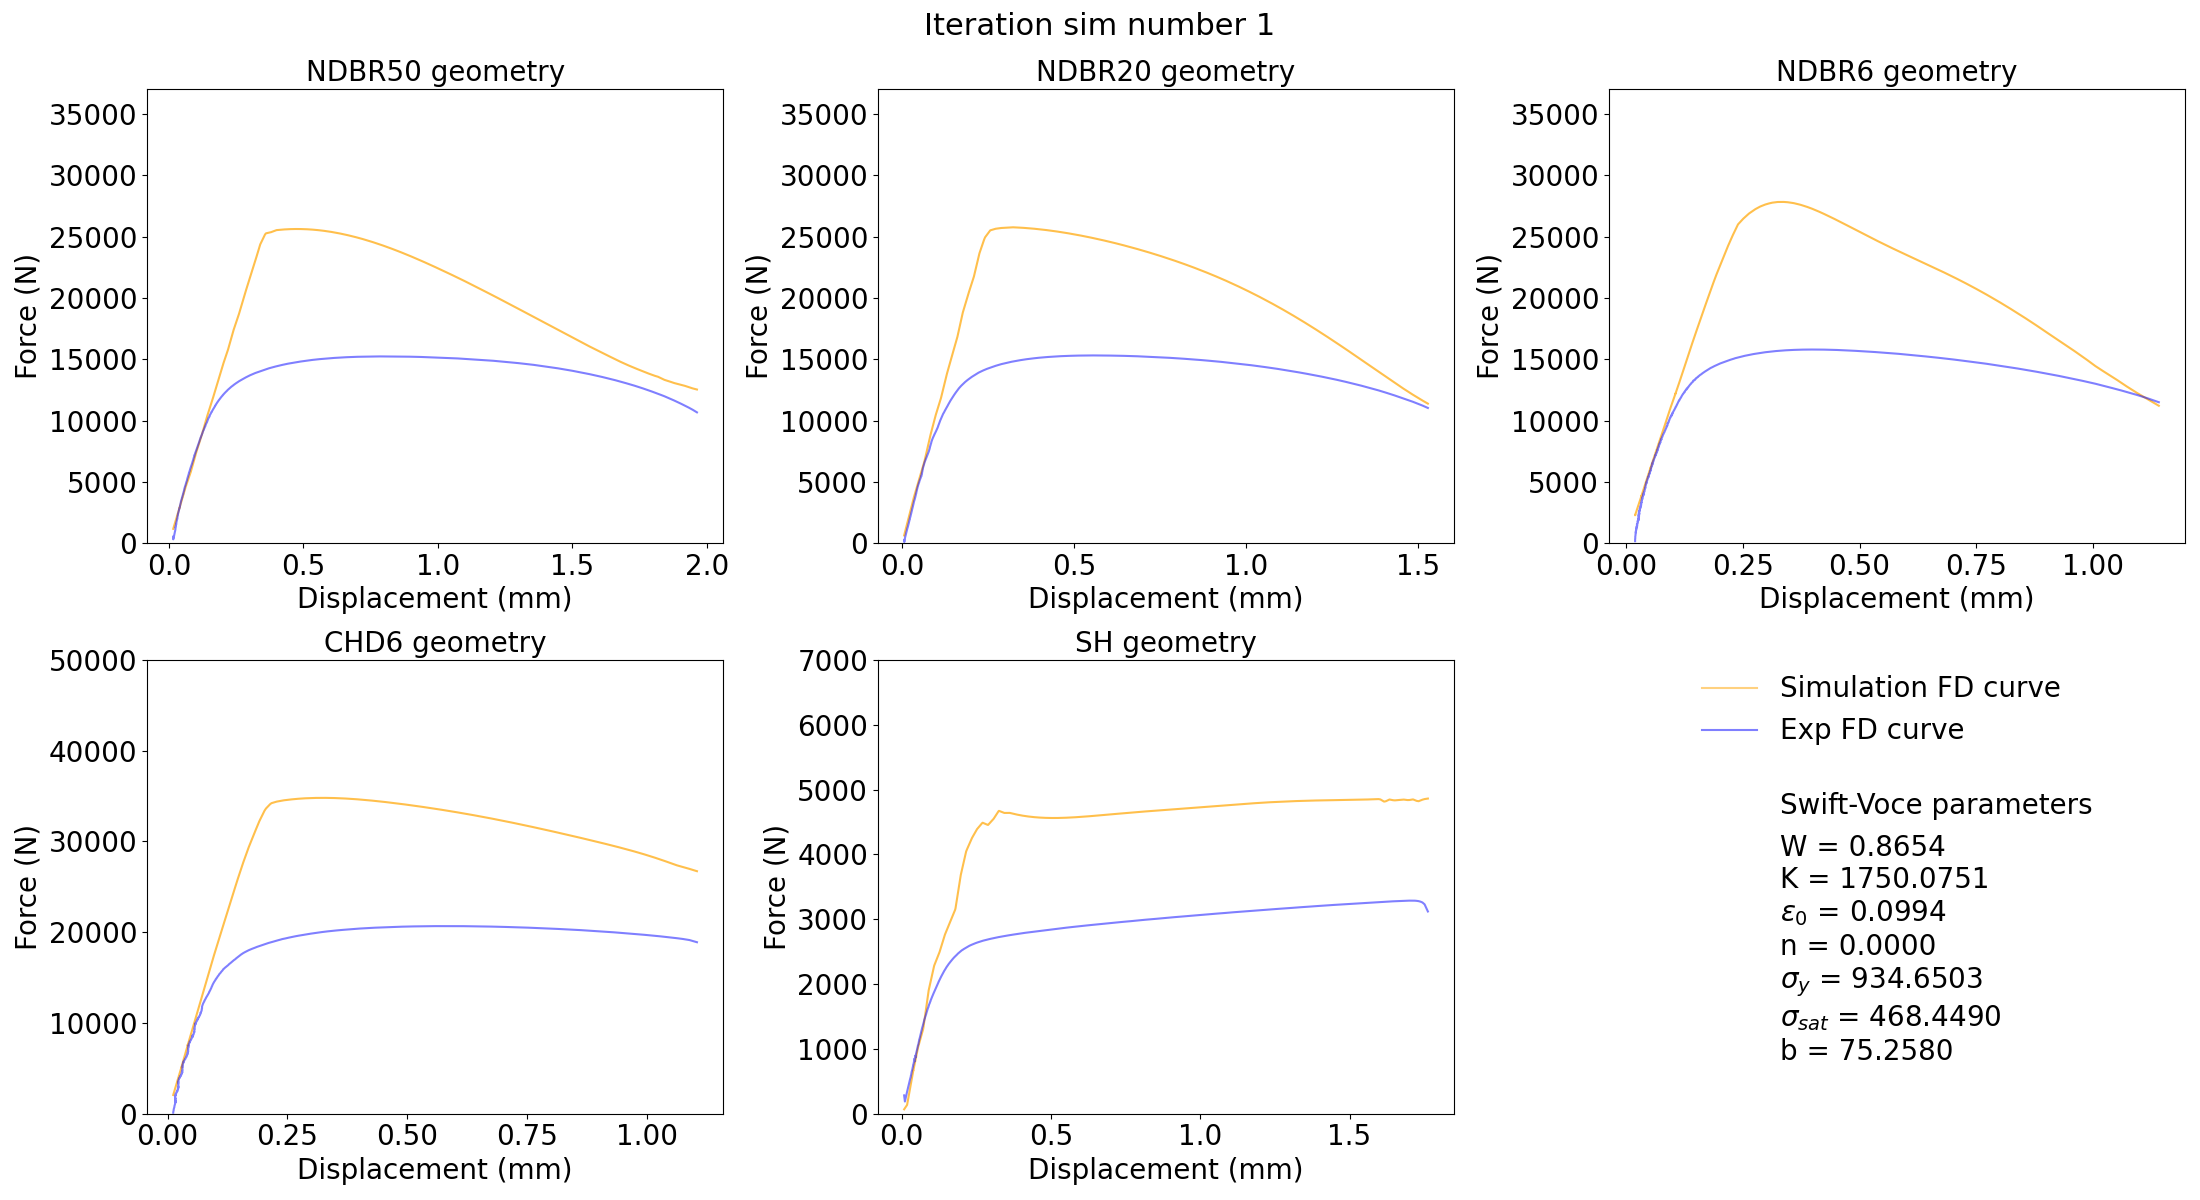 Iteration sim number 1
NDBR50 geometry
35000
30000
25000
20000
15000
10000
5000
0
Force (N)
0.0 0.5 1.0 1.5 2.0
Displacement (mm)
NDBR20 geometry
35000
30000
25000
20000
15000
10000
5000
0
Force (N)
0.0 0.5 1.0 1.5
Displacement (mm)
NDBR6 geometry
35000
30000
25000
20000
15000
10000
5000
0
Force (N)
0.00 0.25 0.50 0.75 1.00
Displacement (mm)
CHD6 geometry
50000
40000
30000
20000
10000
0
Force (N)
0.00 0.25 0.50 0.75 1.00
Displacement (mm)
SH geometry
7000
6000
5000
4000
3000
2000
1000
0
Force (N)
0.0 0.5 1.0 1.5
Displacement (mm)
Simulation FD curve
Exp FD curve
Swift-Voce parameters
W = 0.8654
K = 1750.0751
ε₀ = 0.0994
n = 0.0000
σ_y = 934.6503
σ_sat = 468.4490
b = 75.2580